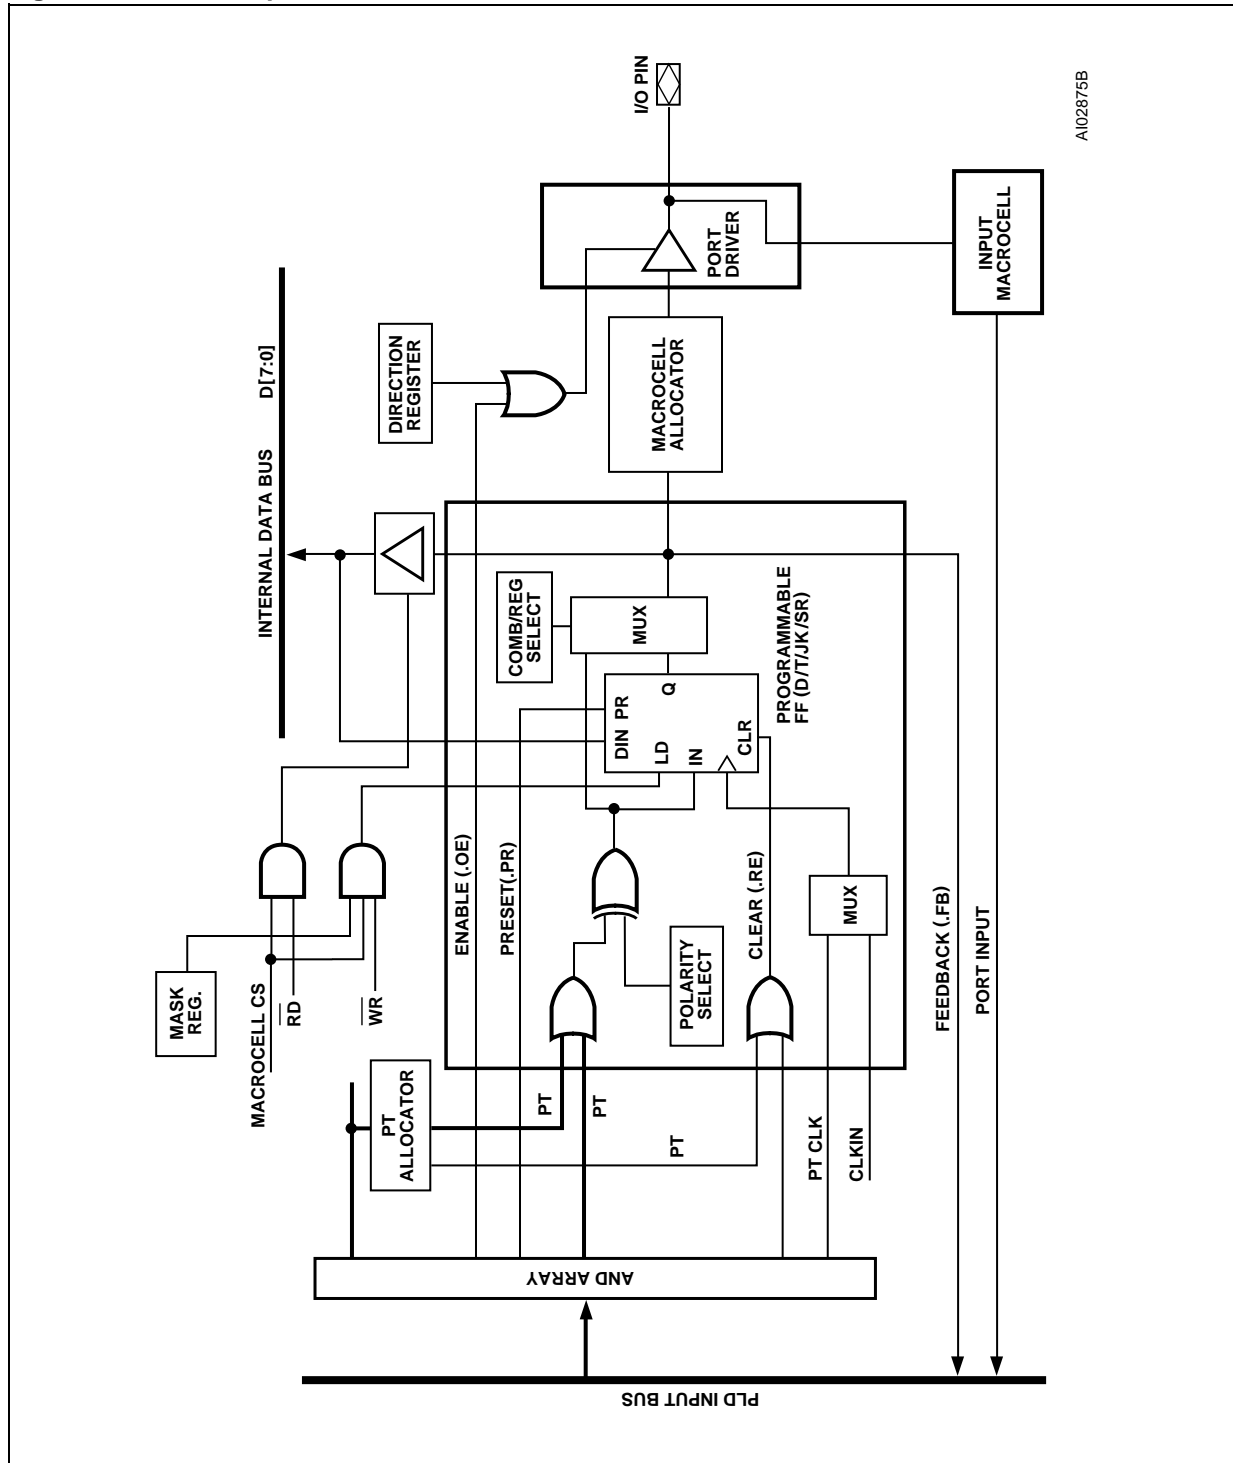 MASK
REG.
MACROCELL CS
RD
WR
INTERNAL DATA BUS D[7:0]
DIRECTION
REGISTER
I/O PIN
AI02875B
PT
ALLOCATOR
PT
PT
PT
PT CLK
CLKIN
ENABLE (.OE)
PRESET(.PR)
COMB/REG
SELECT
MUX
DIN PR
LD
IN
Q
CLR
PROGRAMMABLE
FF (D/T/JK/SR)
POLARITY
SELECT
CLEAR (.RE)
MUX
MACROCELL
ALLOCATOR
PORT
DRIVER
INPUT
MACROCELL
FEEDBACK (.FB)
PORT INPUT
AND ARRAY
PLD INPUT BUS